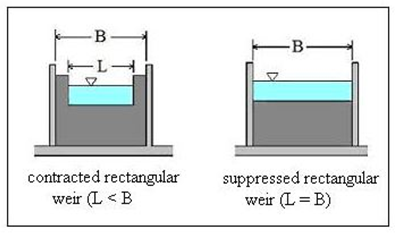 B
L
contracted rectangular
weir (L < B
B
suppressed rectangular
weir (L = B)